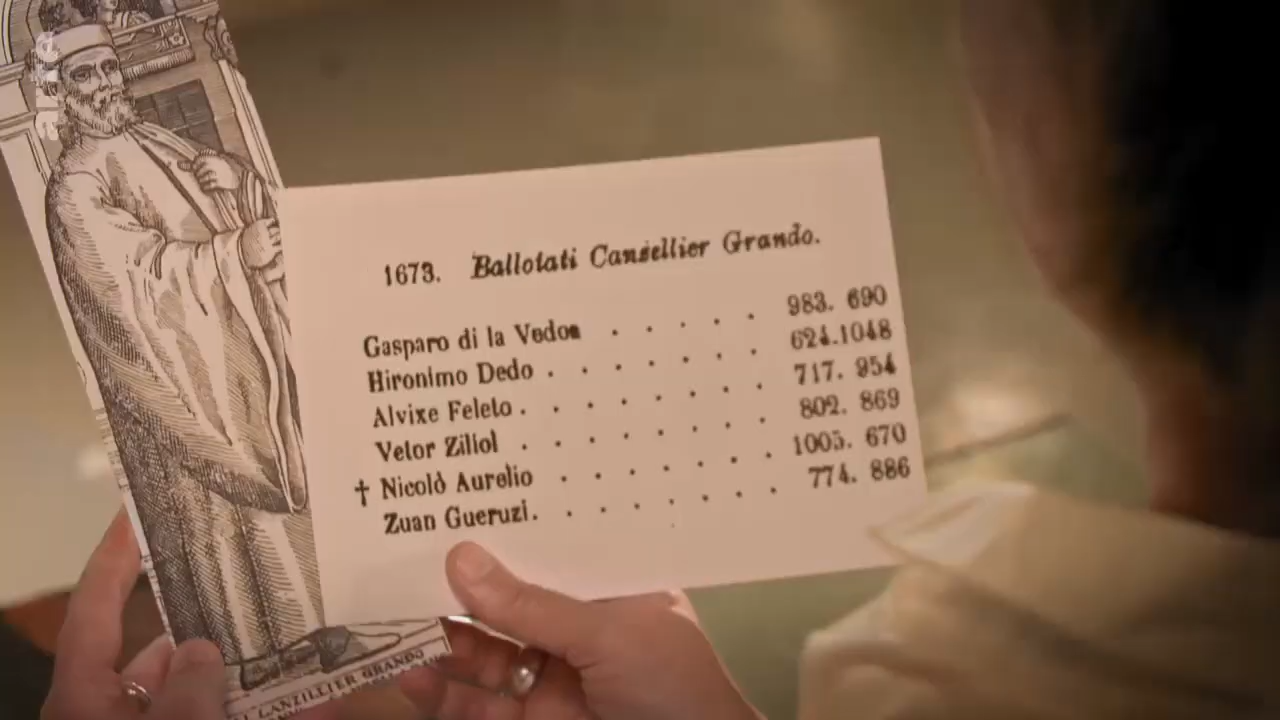 arte
1673. Ballotati Cansellier Grando.
Gasparo di la Vedoa . . . . . 983. 690
Hironimo Dedo . . . . . . . 624.1048
Alvixe Feleto . . . . . . . . 717. 954
Vetor Ziliol . . . . . . . . 802. 869
† Nicolò Aurelio . . . . . . . 1005. 670
Zuan Gueruzi. . . . . . . . 774. 886
CANZILLIER GRANDO